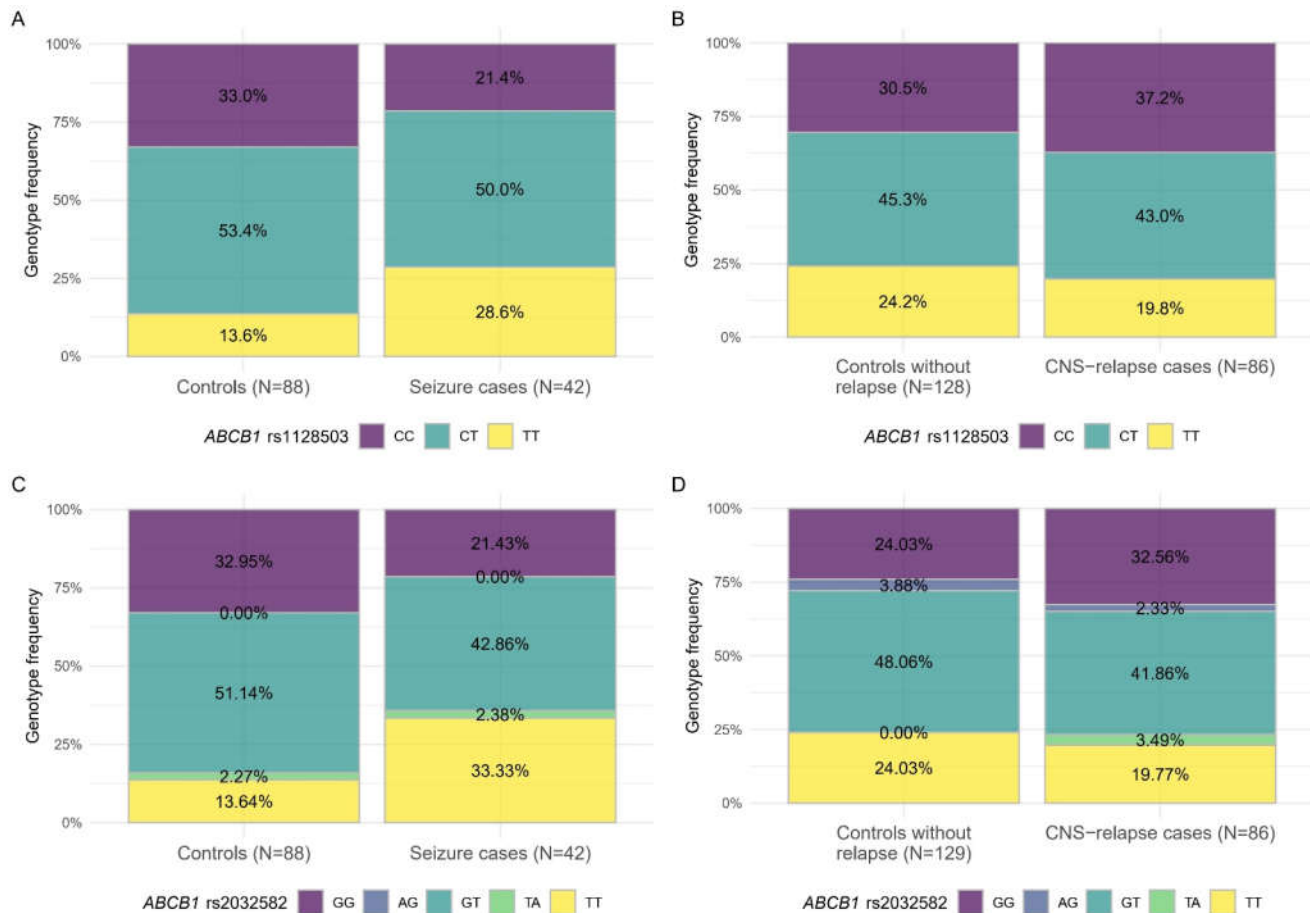 A
Genotype frequency
100%
75%
50%
25%
0%
33.0%
53.4%
13.6%
21.4%
50.0%
28.6%
Controls (N=88)
Seizure cases (N=42)
ABCB1 rs1128503 CC CT TT
B
Genotype frequency
100%
75%
50%
25%
0%
30.5%
45.3%
24.2%
37.2%
43.0%
19.8%
Controls without
relapse (N=128)
CNS−relapse cases (N=86)
ABCB1 rs1128503 CC CT TT
C
Genotype frequency
100%
75%
50%
25%
0%
32.95%
0.00%
51.14%
2.27%
13.64%
21.43%
0.00%
42.86%
2.38%
33.33%
Controls (N=88)
Seizure cases (N=42)
ABCB1 rs2032582 GG AG GT TA TT
D
Genotype frequency
100%
75%
50%
25%
0%
24.03%
3.88%
48.06%
0.00%
24.03%
32.56%
2.33%
41.86%
3.49%
19.77%
Controls without
relapse (N=129)
CNS−relapse cases (N=86)
ABCB1 rs2032582 GG AG GT TA TT